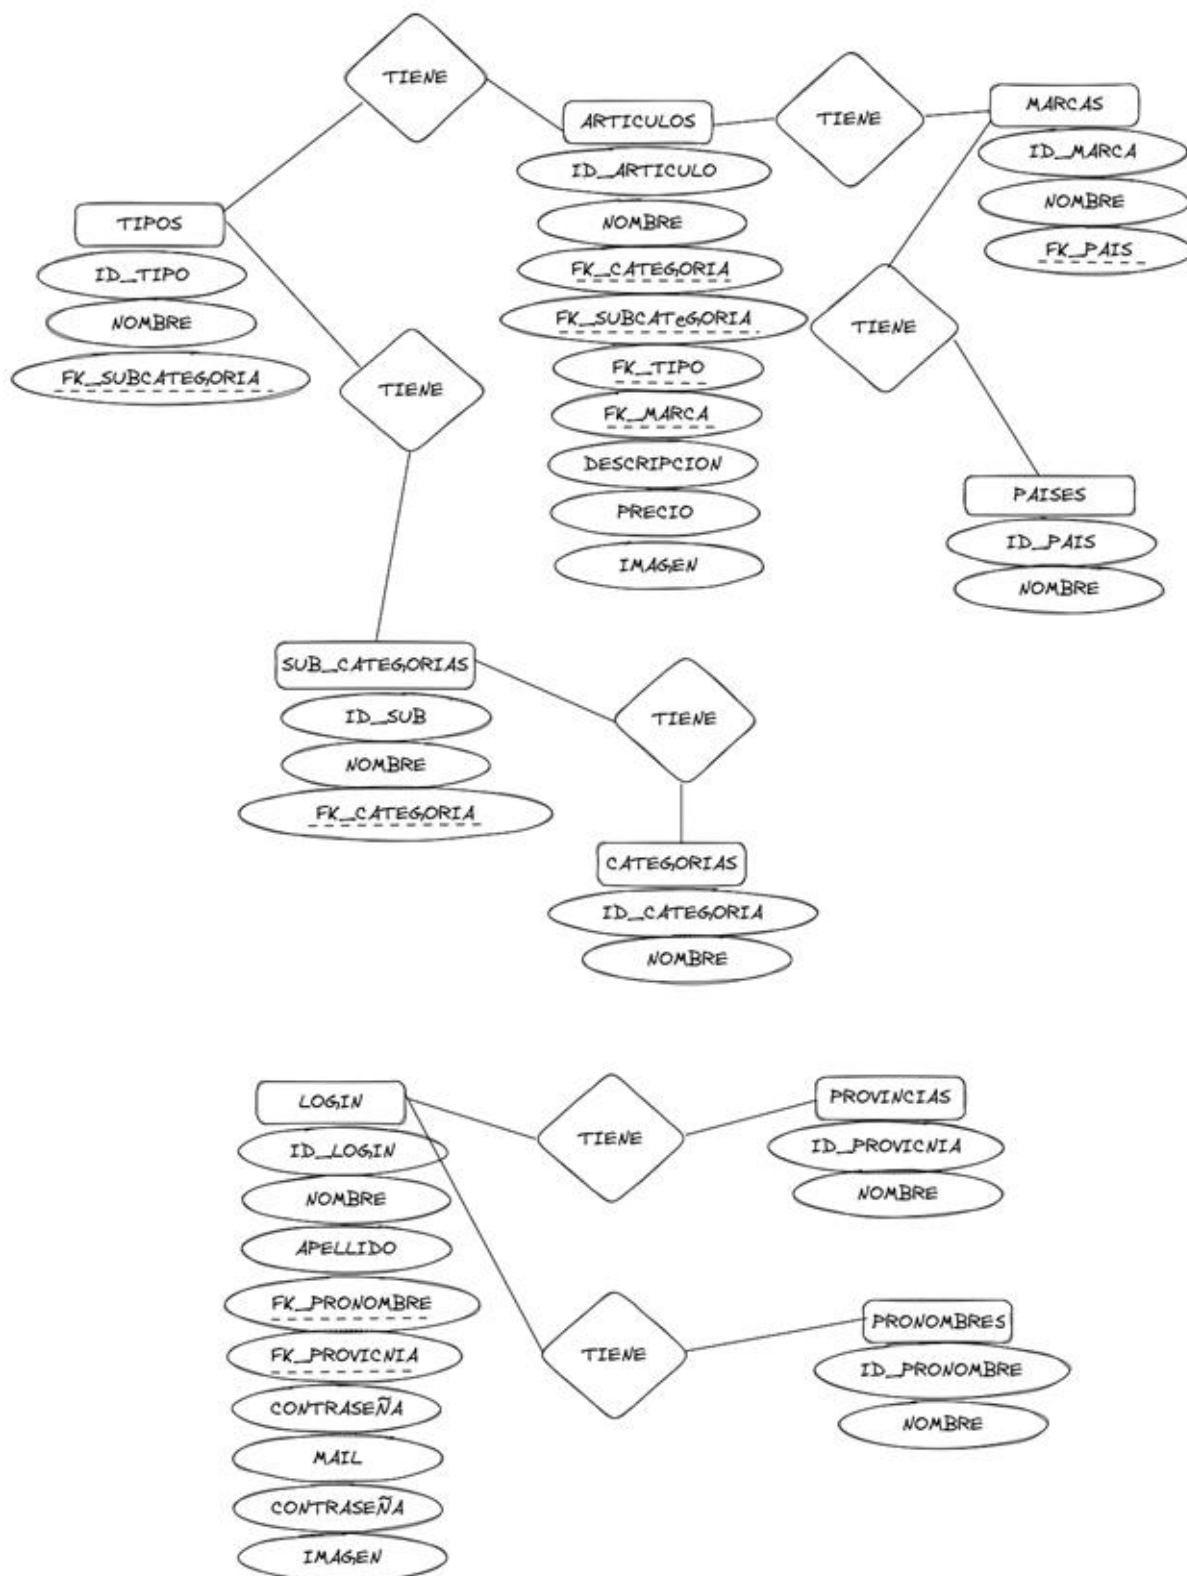 TIENE
ARTICULOS
ID_ARTICULO
NOMBRE
FK_CATEGORIA
FK_SUBCATeGORIA
FK_TIPO
FK_MARCA
DESCRIPCION
PRECIO
IMAGEN
TIENE
MARCAS
ID_MARCA
NOMBRE
FK_PAIS
TIPOS
ID_TIPO
NOMBRE
FK_SUBCATEGORIA
TIENE
TIENE
PAISES
ID_PAIS
NOMBRE
SUB_CATEGORIAS
ID_SUB
NOMBRE
FK_CATEGORIA
TIENE
CATEGORIAS
ID_CATEGORIA
NOMBRE
LOGIN
ID_LOGIN
NOMBRE
APELLIDO
FK_PRONOMBRE
FK_PROVICNIA
CONTRASEÑA
MAIL
CONTRASEÑA
IMAGEN
TIENE
PROVINCIAS
ID_PROVICNIA
NOMBRE
TIENE
PRONOMBRES
ID_PRONOMBRE
NOMBRE